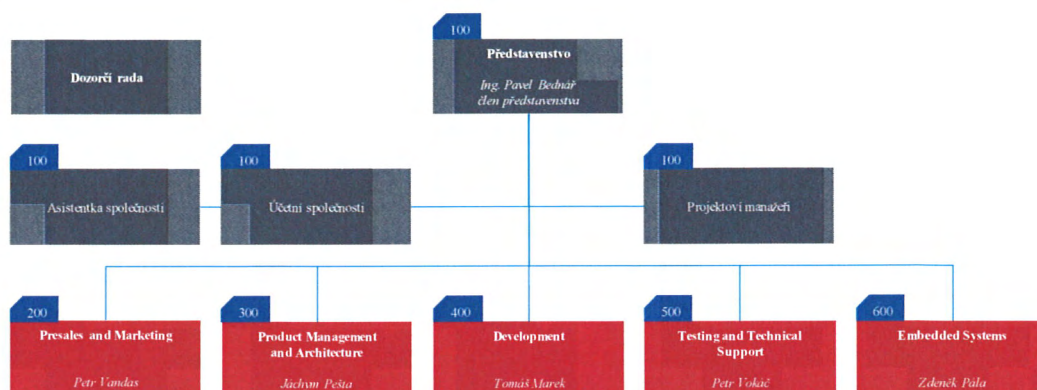 100
Představenstvo
Dozorčí rada
Ing. Pavel Bednář
člen představenstva
100
100
100
Asistentka společnosti
Účetní společnosti
Projektoví manažeři
200
300
400
500
600
Presales and Marketing
Product Management
and Architecture
Development
Testing and Technical
Support
Embedded Systems
Petr Vandas
Jáchym Pešta
Tomáš Marek
Petr Vokáč
Zdeněk Pála